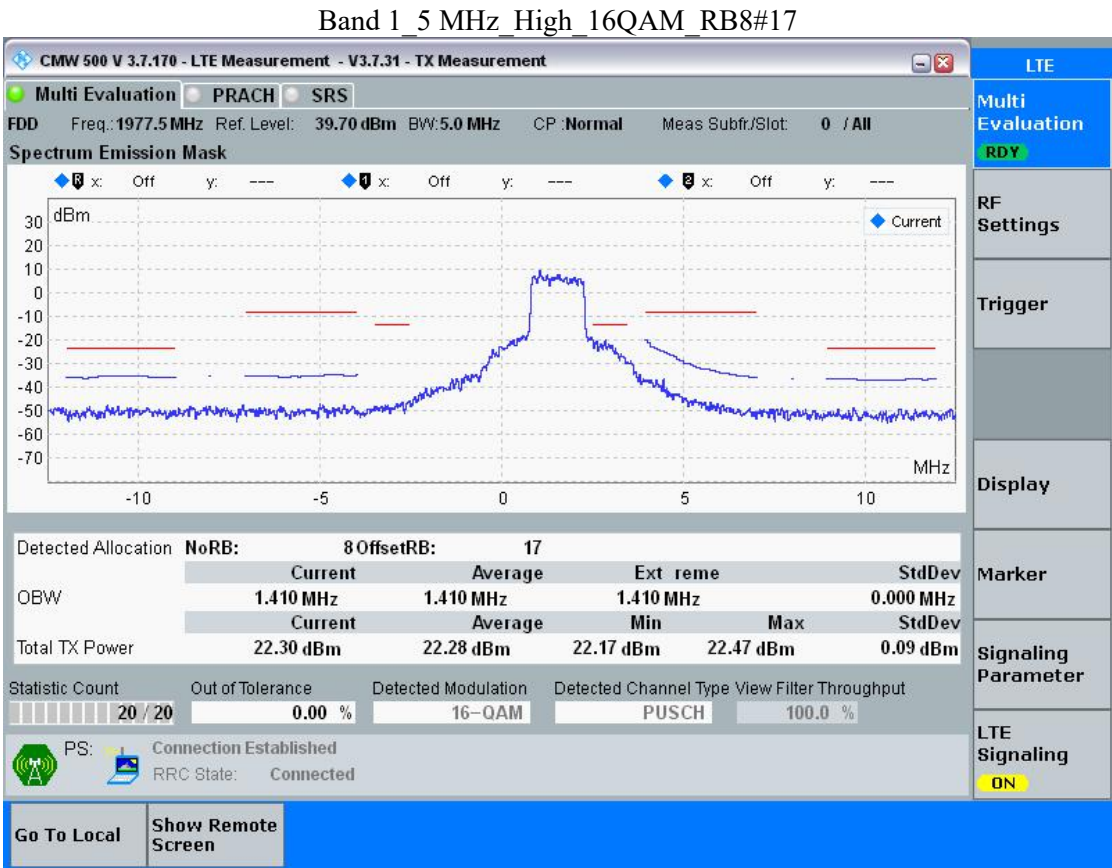 Band 1_5 MHz_High_16QAM_RB8#17
CMW 500 V 3.7.170 - LTE Measurement - V3.7.31 - TX Measurement
LTE
Multi Evaluation PRACH SRS
Multi Evaluation
RDY
FDD Freq.: 1977.5 MHz Ref. Level: 39.70 dBm BW: 5.0 MHz CP : Normal Meas Subfr./Slot: 0 / All
Spectrum Emission Mask
R x: Off y: --- 1 x: Off y: --- 2 x: Off y: ---
dBm
Current
30
20
10
0
-10
-20
-30
-40
-50
-60
-70
MHz
-10 -5 0 5 10
RF Settings
Trigger
Display
Marker
Signaling Parameter
LTE Signaling
ON
Detected Allocation NoRB: 8 OffsetRB: 17
Current Average Ext reme StdDev
OBW 1.410 MHz 1.410 MHz 1.410 MHz 0.000 MHz
Current Average Min Max StdDev
Total TX Power 22.30 dBm 22.28 dBm 22.17 dBm 22.47 dBm 0.09 dBm
Statistic Count Out of Tolerance Detected Modulation Detected Channel Type View Filter Throughput
20 / 20 0.00 % 16-QAM PUSCH 100.0 %
PS: Connection Established
RRC State: Connected
Go To Local
Show Remote Screen